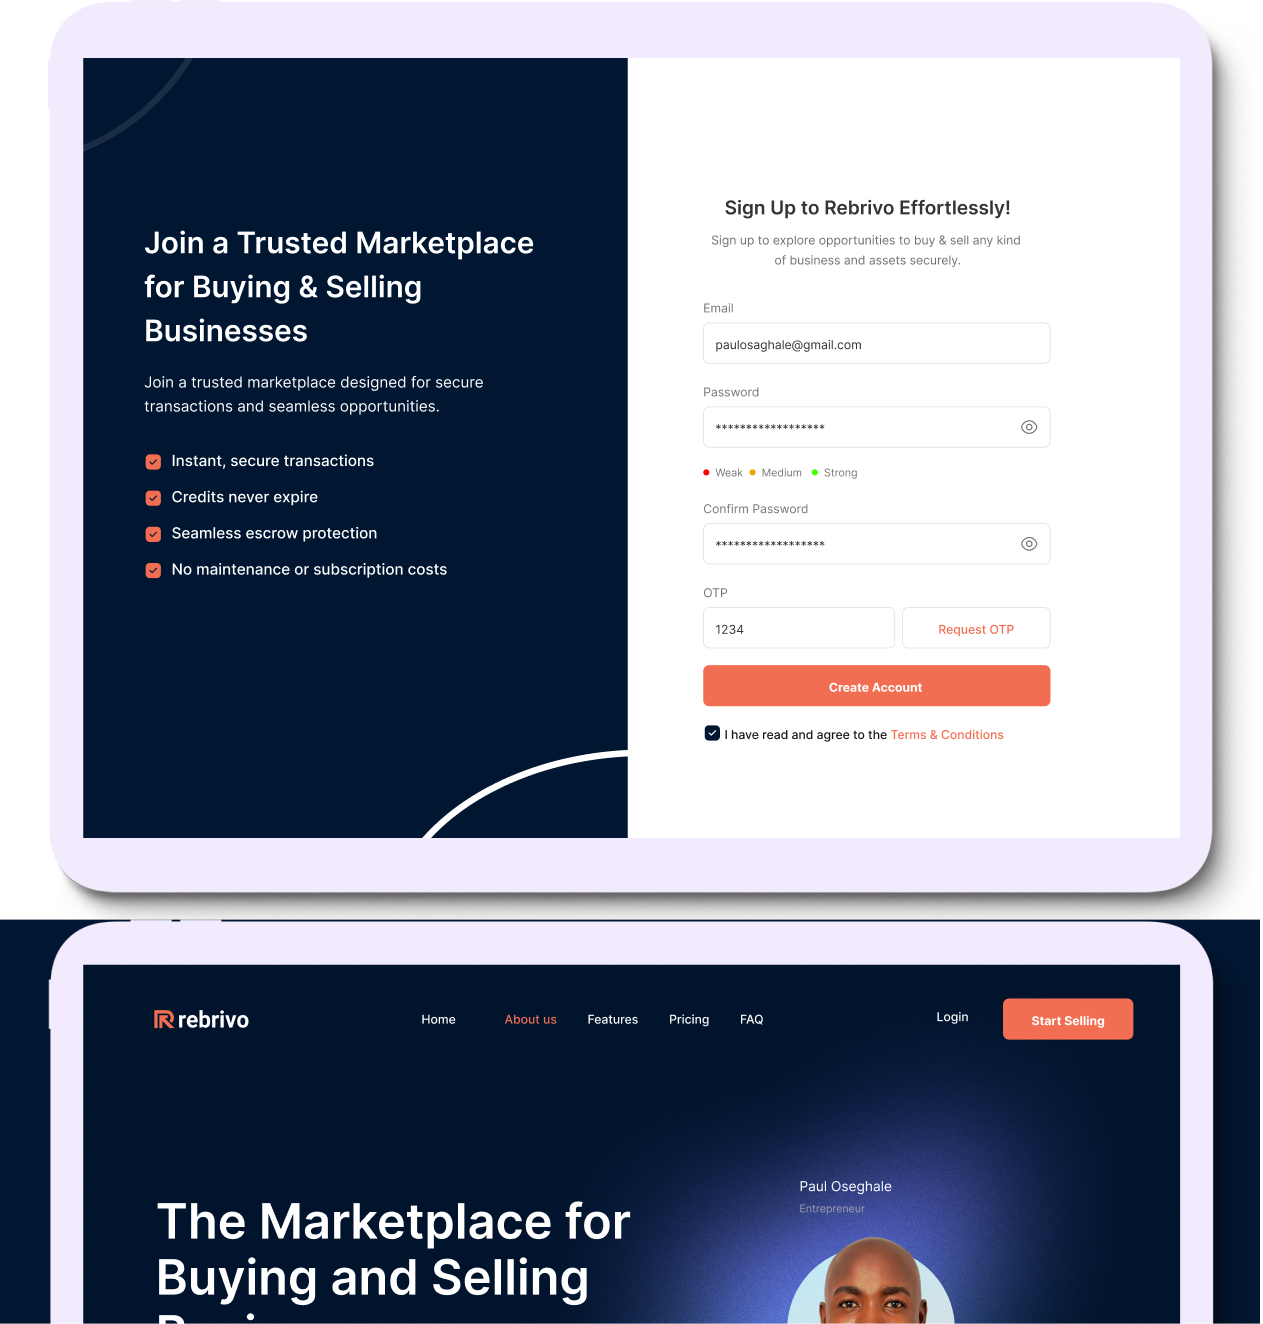 Join a Trusted Marketplace
for Buying & Selling
Businesses
Join a trusted marketplace designed for secure
transactions and seamless opportunities.
Instant, secure transactions
Credits never expire
Seamless escrow protection
No maintenance or subscription costs
Sign Up to Rebrivo Effortlessly!
Sign up to explore opportunities to buy & sell any kind
of business and assets securely.
Email
paulosaghale@gmail.com
Password
******************
Weak Medium Strong
Confirm Password
******************
OTP
1234 Request OTP
Create Account
I have read and agree to the Terms & Conditions
rebrivo Home About us Features Pricing FAQ Login Start Selling
The Marketplace for
Buying and Selling
Paul Oseghale
Entrepreneur